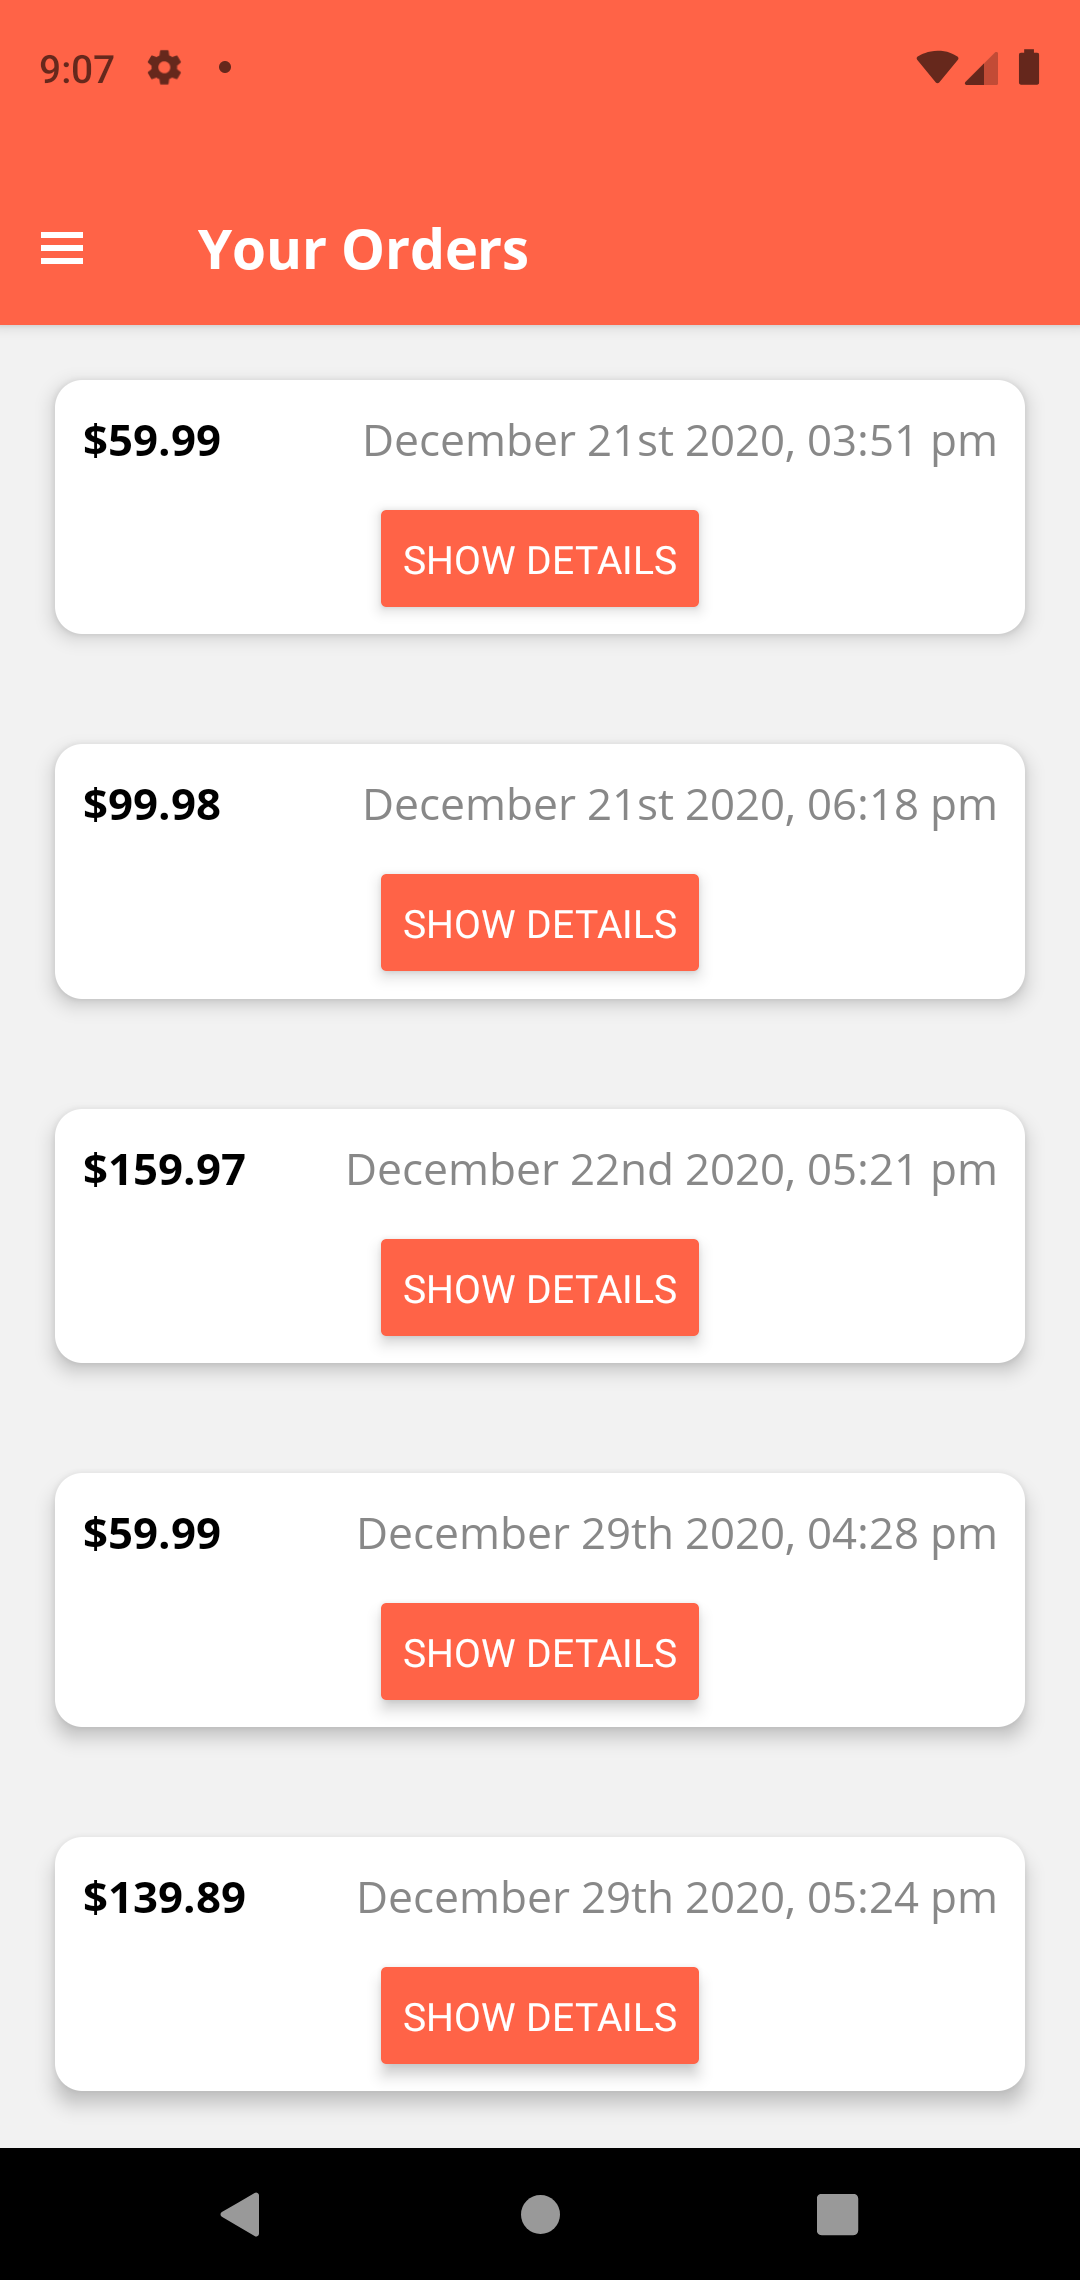 9:07
Your Orders
$59.99 December 21st 2020, 03:51 pm
SHOW DETAILS
$99.98 December 21st 2020, 06:18 pm
SHOW DETAILS
$159.97 December 22nd 2020, 05:21 pm
SHOW DETAILS
$59.99 December 29th 2020, 04:28 pm
SHOW DETAILS
$139.89 December 29th 2020, 05:24 pm
SHOW DETAILS